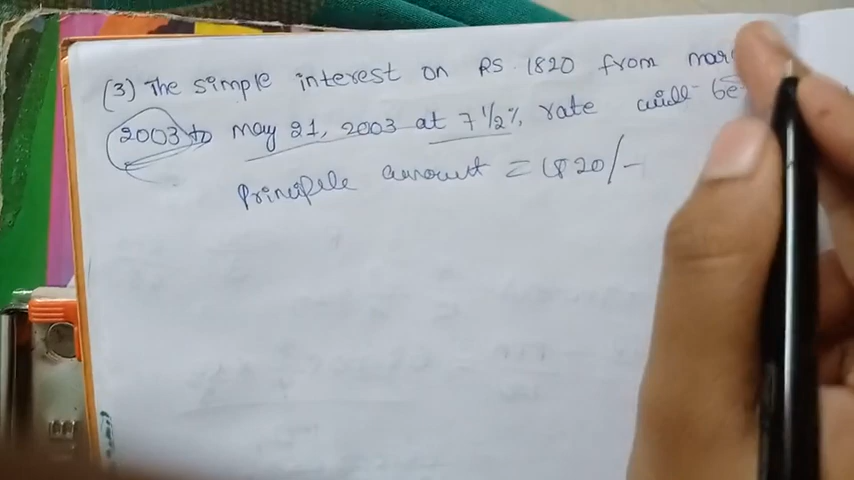 (3) The simple interest on RS. 1820 from mar
2003 to May 21, 2003 at 7 1/2 % rate will be
Principle amount = 1820/-